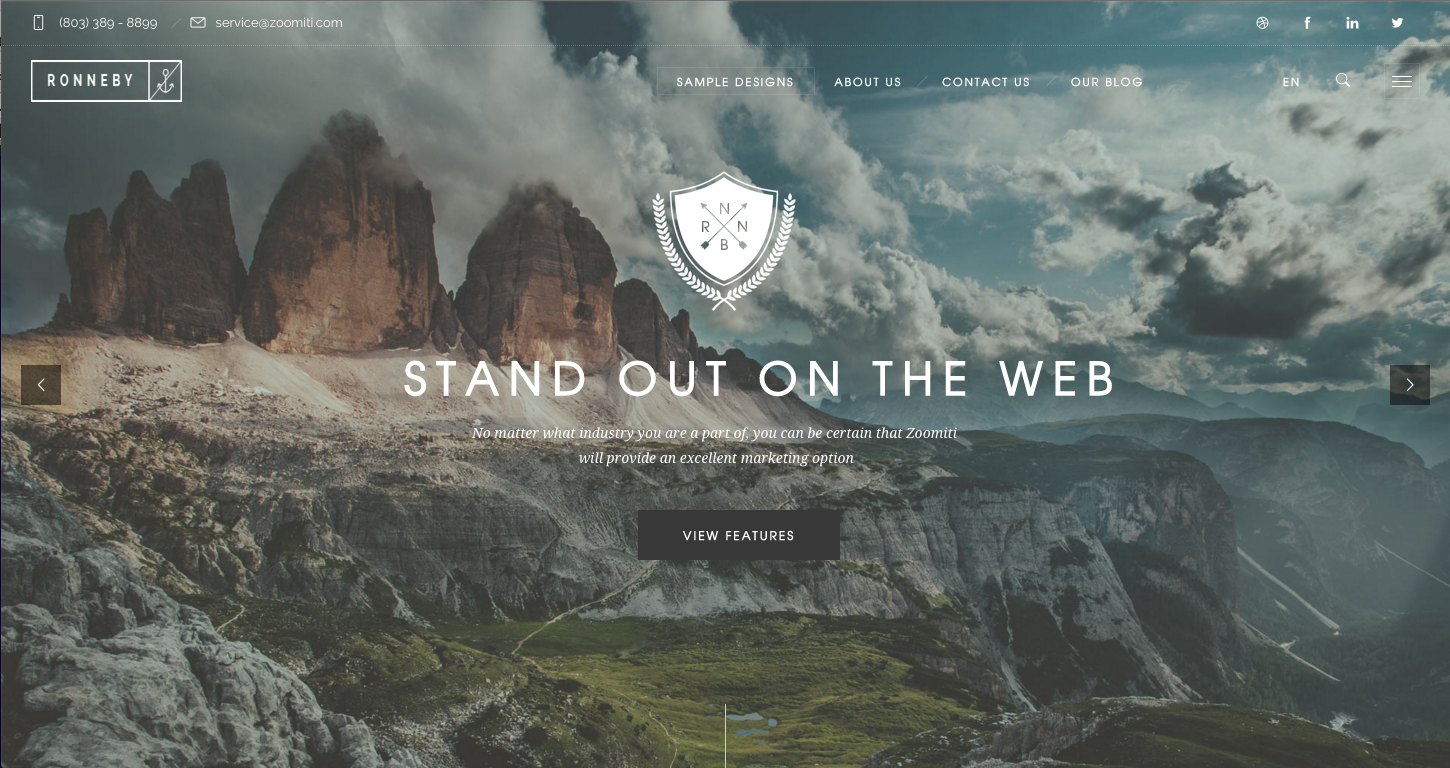 (803) 389 - 8899
service@zoomiti.com
RONNEBY
SAMPLE DESIGNS
ABOUT US
CONTACT US
OUR BLOG
EN
N
R N
B
STAND OUT ON THE WEB
No matter what industry you are a part of, you can be certain that Zoomiti
will provide an excellent marketing option
VIEW FEATURES